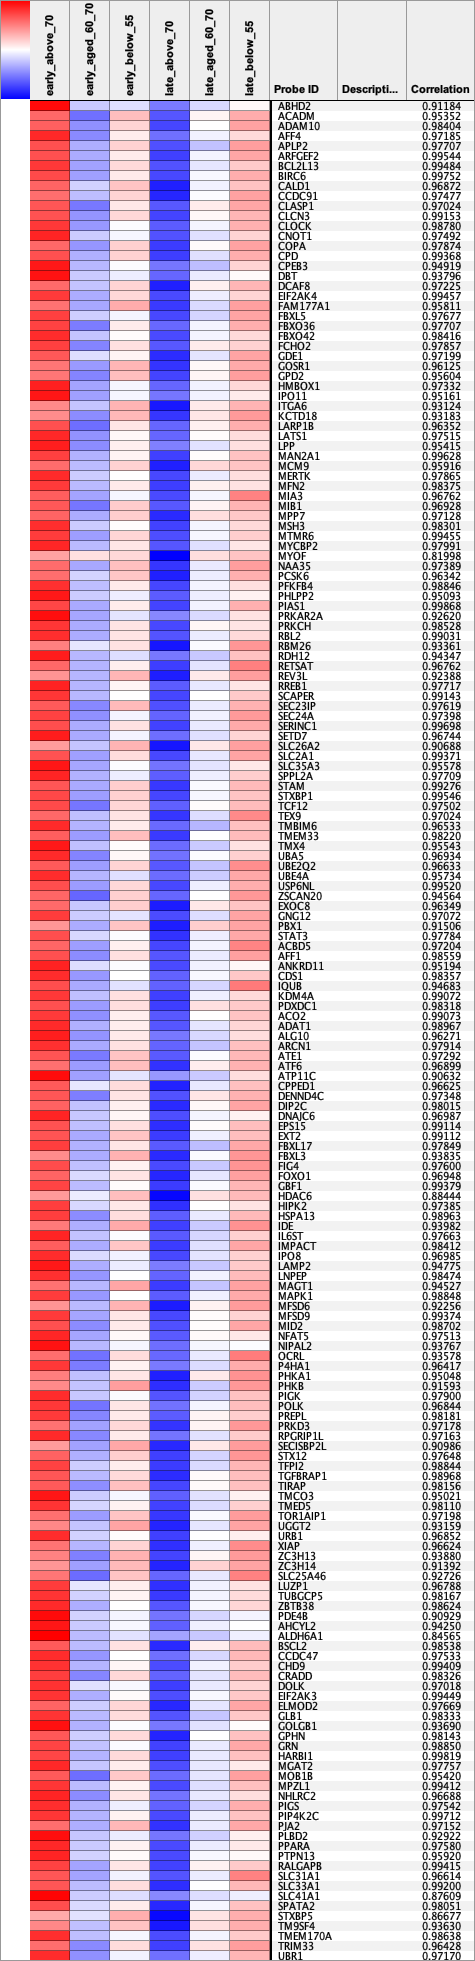 early_above_70
early_aged_60_70
early_below_55
late_above_70
late_aged_60_70
late_below_55
Probe ID Descripti... Correlation
ABHD2 0.91184
ACADM 0.95352
ADAM10 0.98404
AFF4 0.97185
APLP2 0.97707
ARFGEF2 0.99544
BCL2L13 0.99484
BIRC6 0.99752
CALD1 0.96872
CCDC91 0.97477
CLASP1 0.97024
CLCN3 0.99153
CLOCK 0.98780
CNOT1 0.97492
COPA 0.97874
CPD 0.99368
CPEB3 0.94919
DBT 0.93796
DCAF8 0.97225
EIF2AK4 0.99457
FAM177A1 0.95811
FBXL5 0.97677
FBXO36 0.97707
FBXO42 0.98416
FCHO2 0.97857
GDE1 0.97199
GOSR1 0.96125
GPD2 0.95604
HMBOX1 0.97332
IPO11 0.95161
ITGA6 0.93124
KCTD18 0.93183
LARP1B 0.96352
LATS1 0.97515
LPP 0.95415
MAN2A1 0.99628
MCM9 0.95916
MERTK 0.97865
MFN2 0.98375
MIA3 0.96762
MIB1 0.96928
MPP7 0.97128
MSH3 0.98301
MTMR6 0.99455
MYCBP2 0.97991
MYOF 0.81998
NAA35 0.97389
PCSK6 0.96342
PFKFB4 0.98846
PHLPP2 0.95093
PIAS1 0.99868
PRKAR2A 0.92620
PRKCH 0.98528
RBL2 0.99031
RBM26 0.93361
RDH12 0.94347
RETSAT 0.96762
REV3L 0.92388
RREB1 0.97717
SCAPER 0.99143
SEC23IP 0.97619
SEC24A 0.97398
SERINC1 0.99698
SETD7 0.96744
SLC26A2 0.90688
SLC2A1 0.99371
SLC35A3 0.95578
SPPL2A 0.97709
STAM 0.99276
STXBP1 0.99546
TCF12 0.97502
TEX9 0.97024
TMBIM6 0.96533
TMEM33 0.98220
TMX4 0.95543
UBA5 0.96934
UBE2Q2 0.96633
UBE4A 0.95734
USP6NL 0.99520
ZSCAN20 0.94564
EXOC8 0.96349
GNG12 0.97072
PBX1 0.91506
STAT3 0.97784
ACBD5 0.97204
AFF1 0.98559
ANKRD11 0.95194
CDS1 0.98357
IQUB 0.94683
KDM4A 0.99072
PDXDC1 0.98318
ACO2 0.99073
ADAT1 0.98967
ALG10 0.96271
ARCN1 0.97914
ATE1 0.97292
ATF6 0.96899
ATP11C 0.90632
CPPED1 0.96625
DENND4C 0.97348
DIP2C 0.98015
DNAJC6 0.96987
EPS15 0.99114
EXT2 0.99112
FBXL17 0.97849
FBXL3 0.93835
FIG4 0.97600
FOXO1 0.96948
GBF1 0.99379
HDAC6 0.88444
HIPK2 0.97385
HSPA13 0.98963
IDE 0.93982
IL6ST 0.97663
IMPACT 0.98412
IPO8 0.96985
LAMP2 0.94775
LNPEP 0.98474
MAGT1 0.94527
MAPK1 0.98848
MFSD6 0.92256
MFSD9 0.99374
MID2 0.98702
NFAT5 0.97513
NIPAL2 0.93767
OCRL 0.93578
P4HA1 0.96417
PHKA1 0.95048
PHKB 0.91593
PIGK 0.97900
POLK 0.96844
PREPL 0.98181
PRKD3 0.97178
RPGRIP1L 0.97163
SECISBP2L 0.90986
STX12 0.97648
TFPI2 0.98844
TGFBRAP1 0.98968
TIRAP 0.98156
TMCO3 0.95021
TMED5 0.98110
TOR1AIP1 0.97198
UGGT2 0.93159
URB1 0.96852
XIAP 0.96624
ZC3H13 0.93880
ZC3H14 0.91392
SLC25A46 0.92726
LUZP1 0.96788
TUBGCP5 0.98167
ZBTB38 0.98624
PDE4B 0.90929
AHCYL2 0.94250
ALDH6A1 0.84565
BSCL2 0.98538
CCDC47 0.97533
CHD9 0.99409
CRADD 0.98326
DOLK 0.97018
EIF2AK3 0.99449
ELMOD2 0.97669
GLB1 0.98333
GOLGB1 0.93690
GPHN 0.98143
GRN 0.98850
HARBI1 0.99819
MGAT2 0.97757
MOB1B 0.95420
MPZL1 0.99412
NHLRC2 0.96688
PIGS 0.97542
PIP4K2C 0.99712
PJA2 0.97152
PLBD2 0.92922
PPARA 0.97580
PTPN13 0.95920
RALGAPB 0.99415
SLC31A1 0.96614
SLC33A1 0.99200
SLC41A1 0.87609
SPATA2 0.98051
STXBP5 0.86677
TM9SF4 0.93630
TMEM170A 0.98638
TRIM33 0.96428
UBR1 0.97170